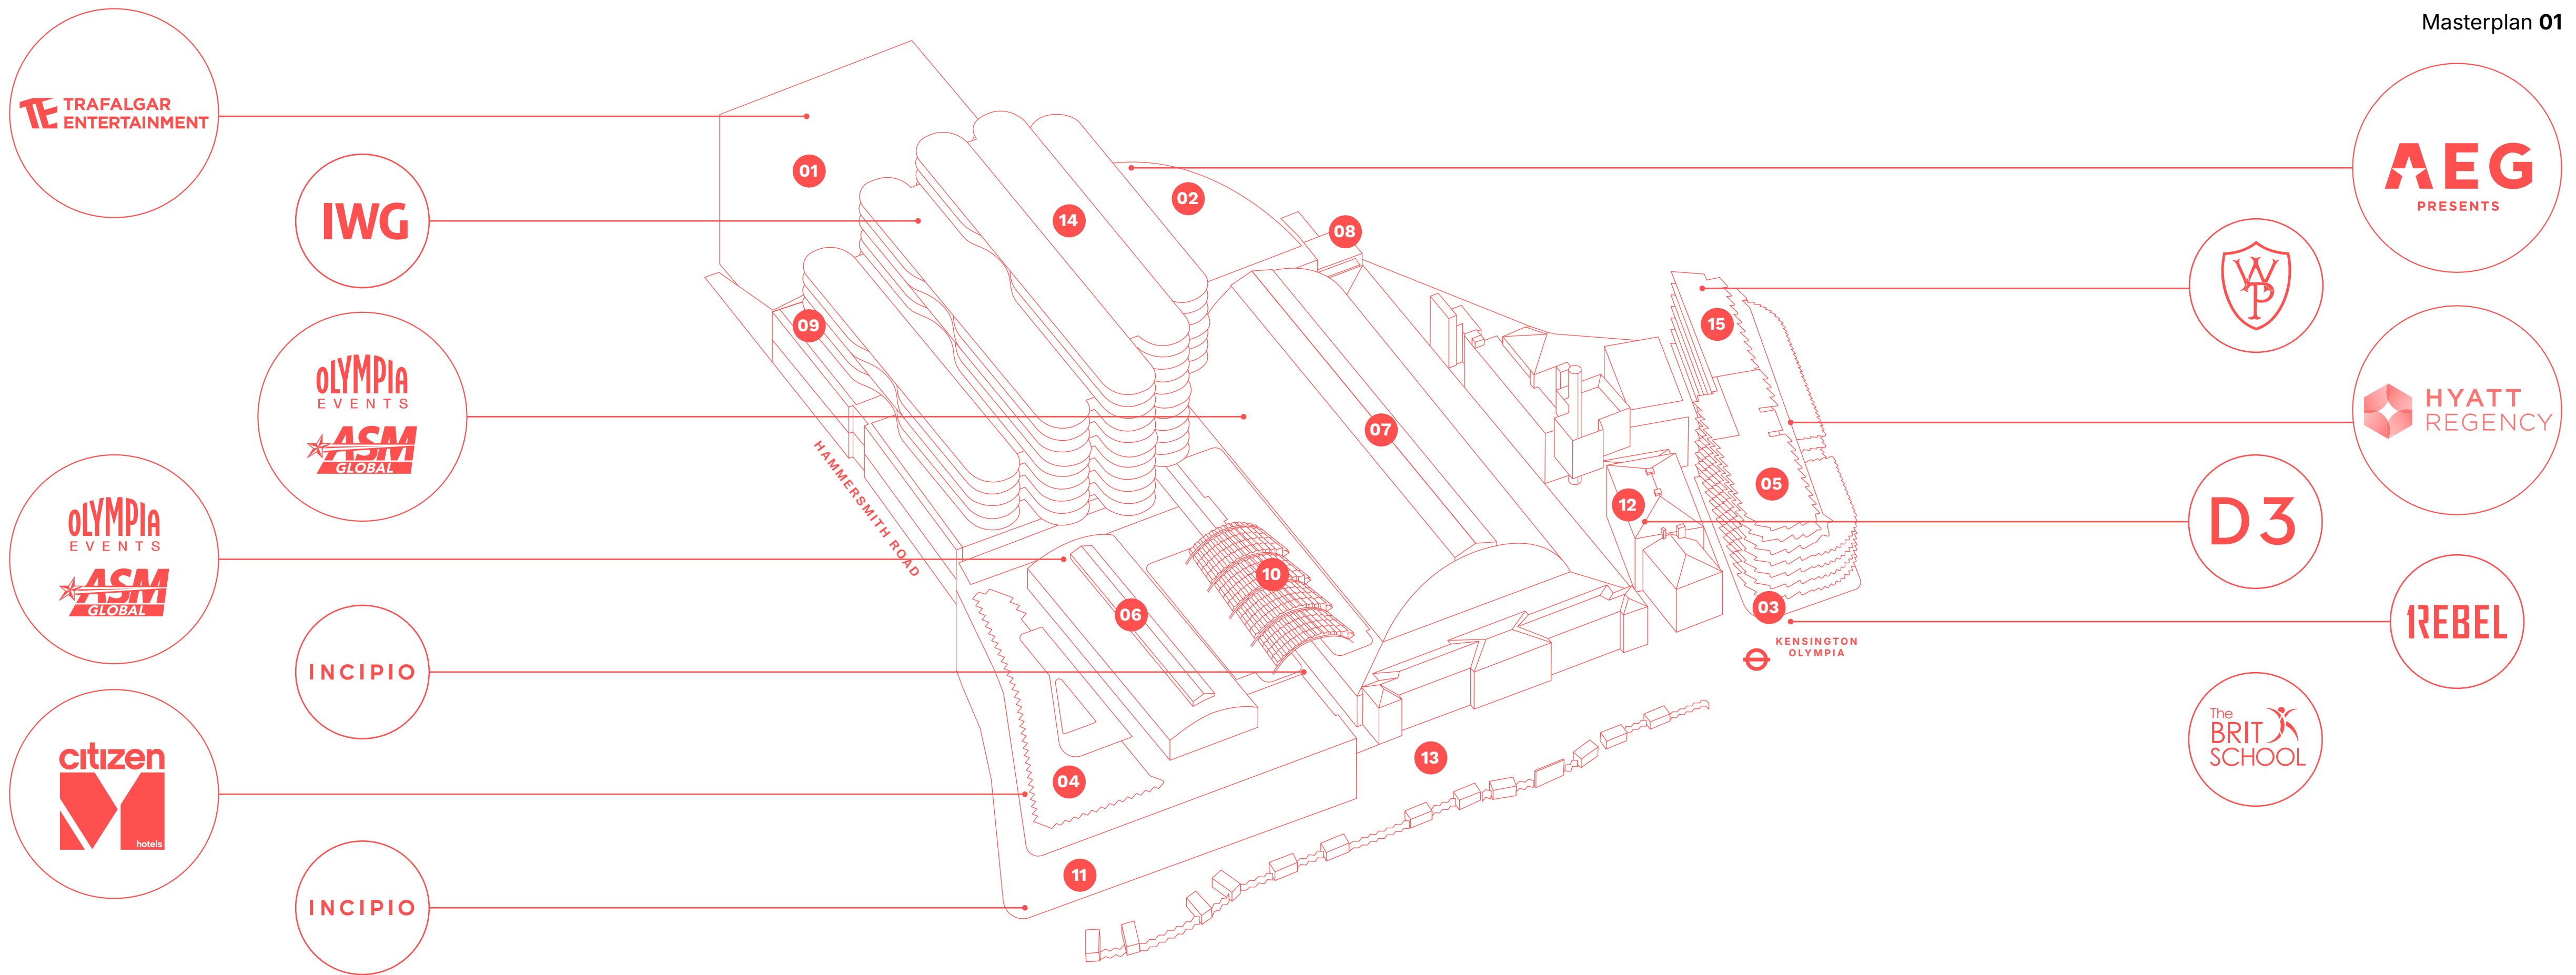 Masterplan 01
TRAFALGAR
ENTERTAINMENT
IWG
OLYMPIA
EVENTS
ASM
GLOBAL
OLYMPIA
EVENTS
ASM
GLOBAL
INCIPIO
citizen
M
hotels
INCIPIO
01
14
02
08
09
07
15
05
12
10
06
03
13
04
11
HAMMERSMITH ROAD
KENSINGTON
OLYMPIA
AEG
PRESENTS
WP
HYATT
REGENCY
D3
1REBEL
The
BRIT
SCHOOL